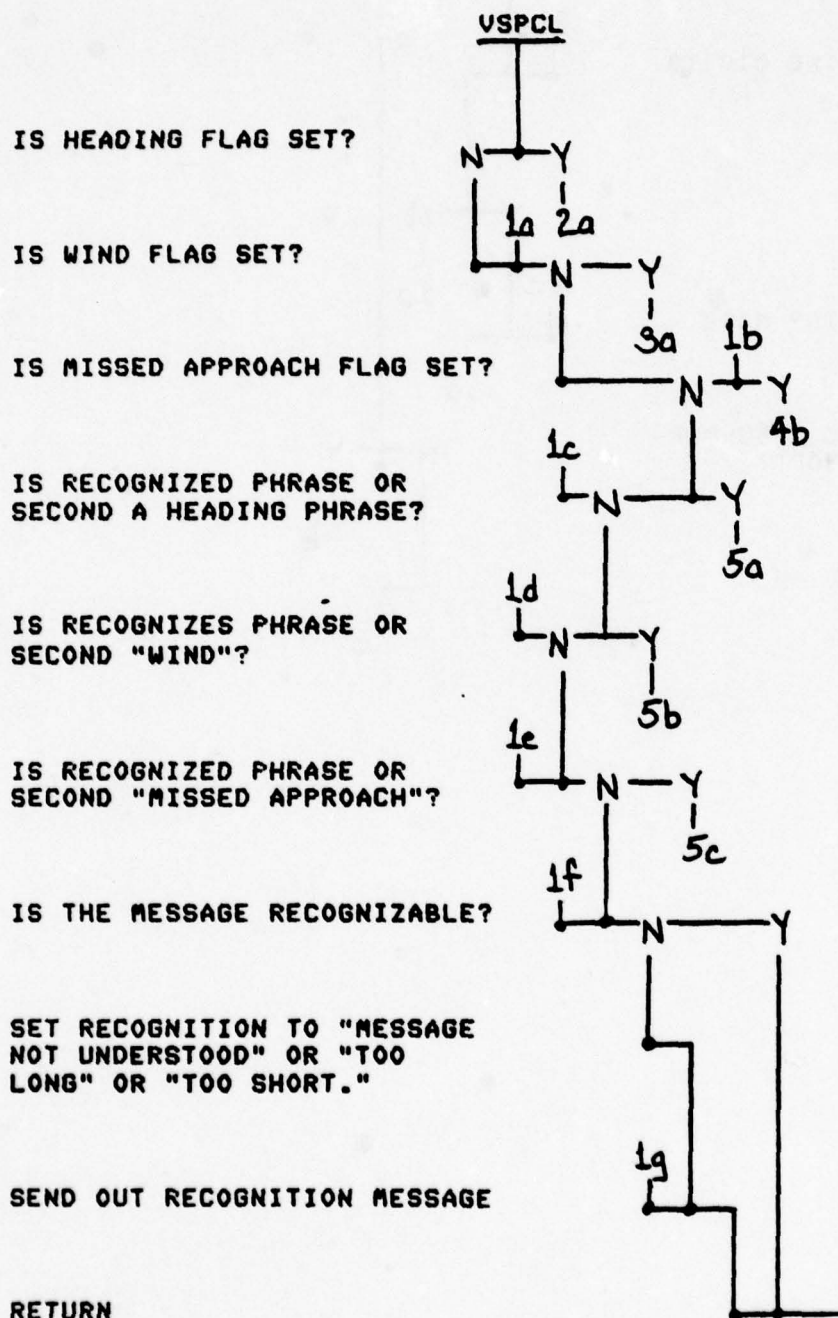 VSPCL
IS HEADING FLAG SET?
N Y
1a 2a
IS WIND FLAG SET?
N Y
3a 1b
IS MISSED APPROACH FLAG SET?
N Y
4b
1c
IS RECOGNIZED PHRASE OR
SECOND A HEADING PHRASE?
N Y
5a
1d
IS RECOGNIZES PHRASE OR
SECOND "WIND"?
N Y
5b
1e
IS RECOGNIZED PHRASE OR
SECOND "MISSED APPROACH"?
N Y
5c
1f
IS THE MESSAGE RECOGNIZABLE?
N Y
SET RECOGNITION TO "MESSAGE
NOT UNDERSTOOD" OR "TOO
LONG" OR "TOO SHORT."
1g
SEND OUT RECOGNITION MESSAGE
RETURN